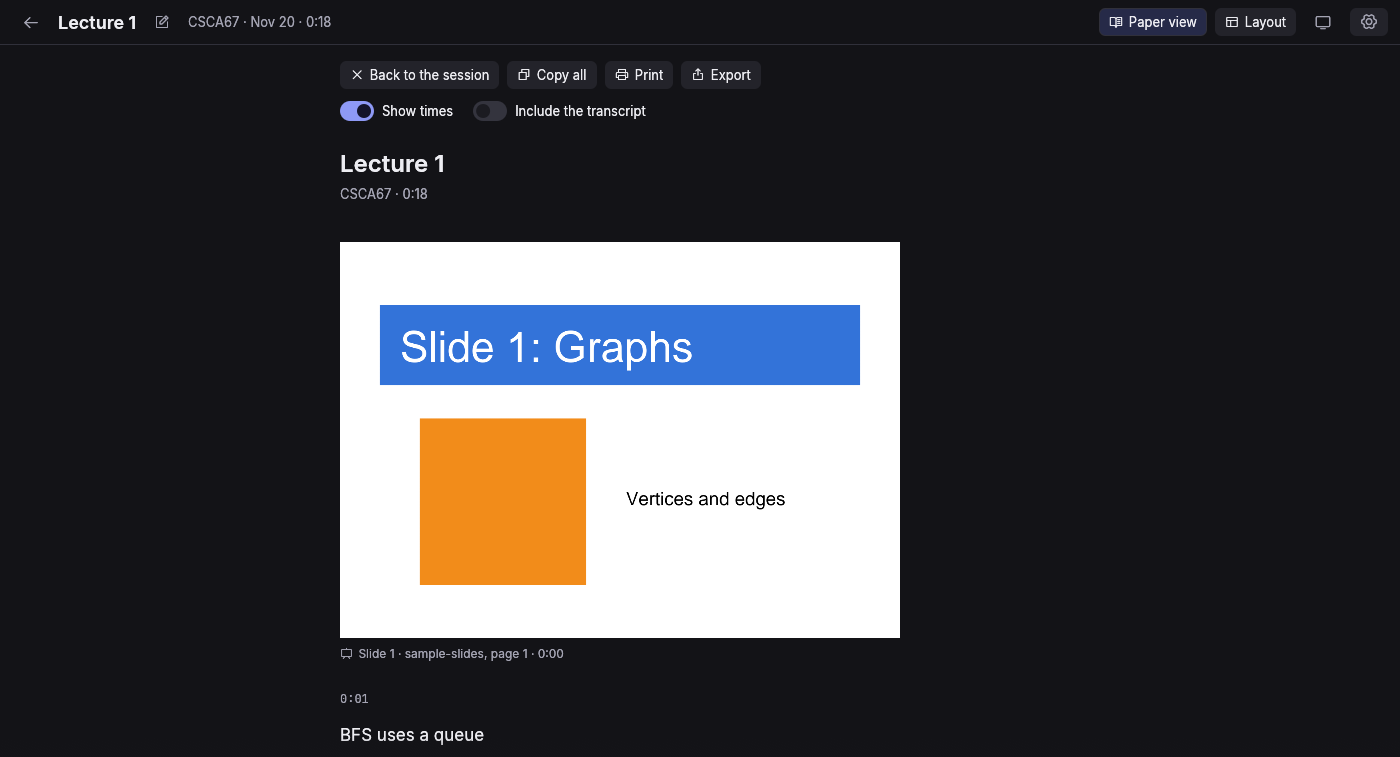 Lecture 1
CSCA67 · Nov 20 · 0:18
Paper view
Layout
Back to the session
Copy all
Print
Export
Show times
Include the transcript
Lecture 1
CSCA67 · 0:18
Slide 1: Graphs
Vertices and edges
Slide 1 · sample-slides, page 1 · 0:00
0:01
BFS uses a queue